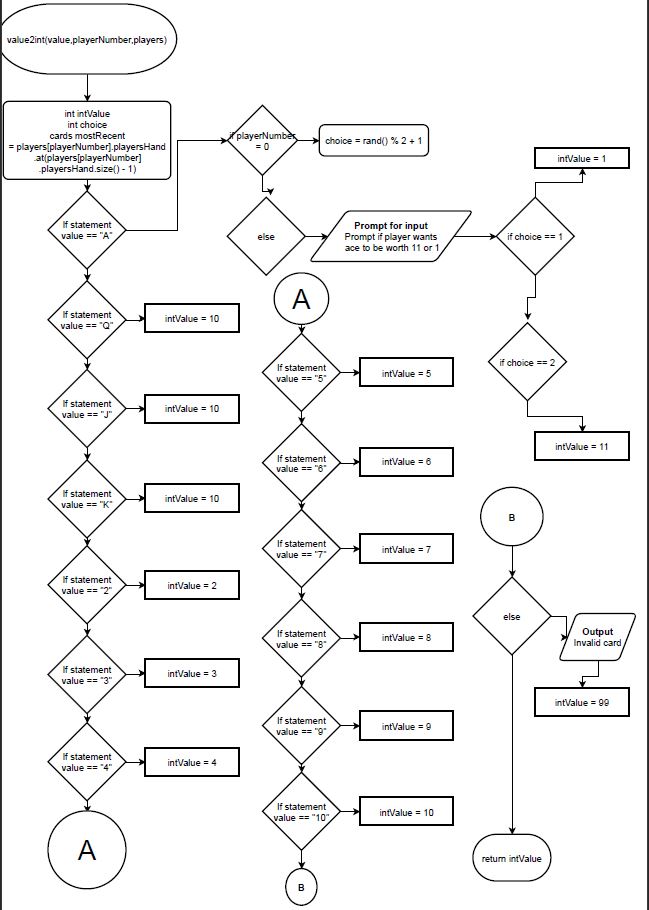 value2int(value,playerNumber,players)
int intValue
int choice
cards mostRecent
= players[playerNumber].playersHand
.at(players[playerNumber]
.playersHand.size() - 1)
If statement
value == "A"
If statement
value == "Q"
intValue = 10
If statement
value == "J"
intValue = 10
If statement
value == "K"
intValue = 10
If statement
value == "2"
intValue = 2
If statement
value == "3"
intValue = 3
If statement
value == "4"
intValue = 4
A
if playerNumber
= 0
choice = rand() % 2 + 1
else
Prompt for input
Prompt if player wants
ace to be worth 11 or 1
if choice == 1
intValue = 1
if choice == 2
intValue = 11
A
If statement
value == "5"
intValue = 5
If statement
value == "6"
intValue = 6
If statement
value == "7"
intValue = 7
If statement
value == "8"
intValue = 8
If statement
value == "9"
intValue = 9
If statement
value == "10"
intValue = 10
B
B
else
Output
Invalid card
intValue = 99
return intValue